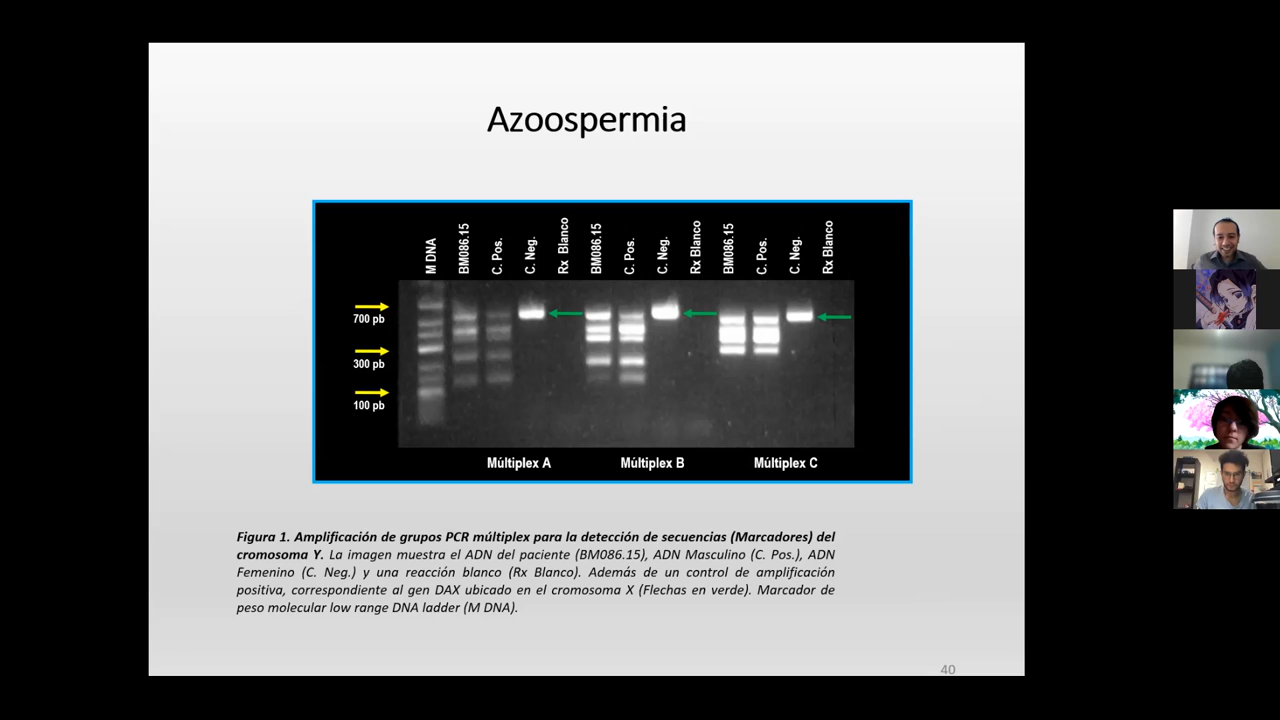 Azoospermia
M DNA
BM086.15
C. Pos.
C. Neg.
Rx Blanco
BM086.15
C. Pos.
C. Neg.
Rx Blanco
BM086.15
C. Pos.
C. Neg.
Rx Blanco
700 pb
300 pb
100 pb
Múltiplex A
Múltiplex B
Múltiplex C
Figura 1. Amplificación de grupos PCR múltiplex para la detección de secuencias (Marcadores) del
cromosoma Y. La imagen muestra el ADN del paciente (BM086.15), ADN Masculino (C. Pos.), ADN
Femenino (C. Neg.) y una reacción blanco (Rx Blanco). Además de un control de amplificación
positiva, correspondiente al gen DAX ubicado en el cromosoma X (Flechas en verde). Marcador de
peso molecular low range DNA ladder (M DNA).
40